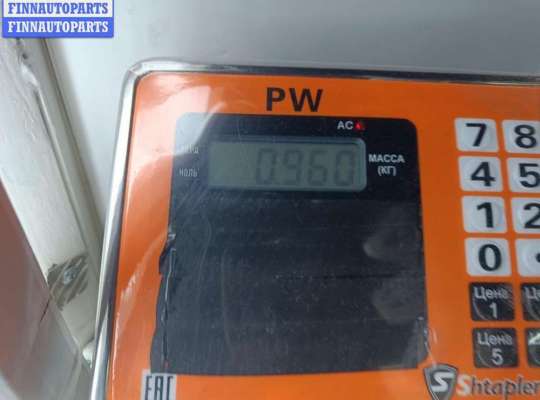 FINNAUTOPARTS
FINNAUTOPARTS
PW
AC
0.960
МАССА
(КГ)
НОЛЬ
7 8
4 5
1 2
0 .
Цена
1
Цена
5
Shtapler
EAC